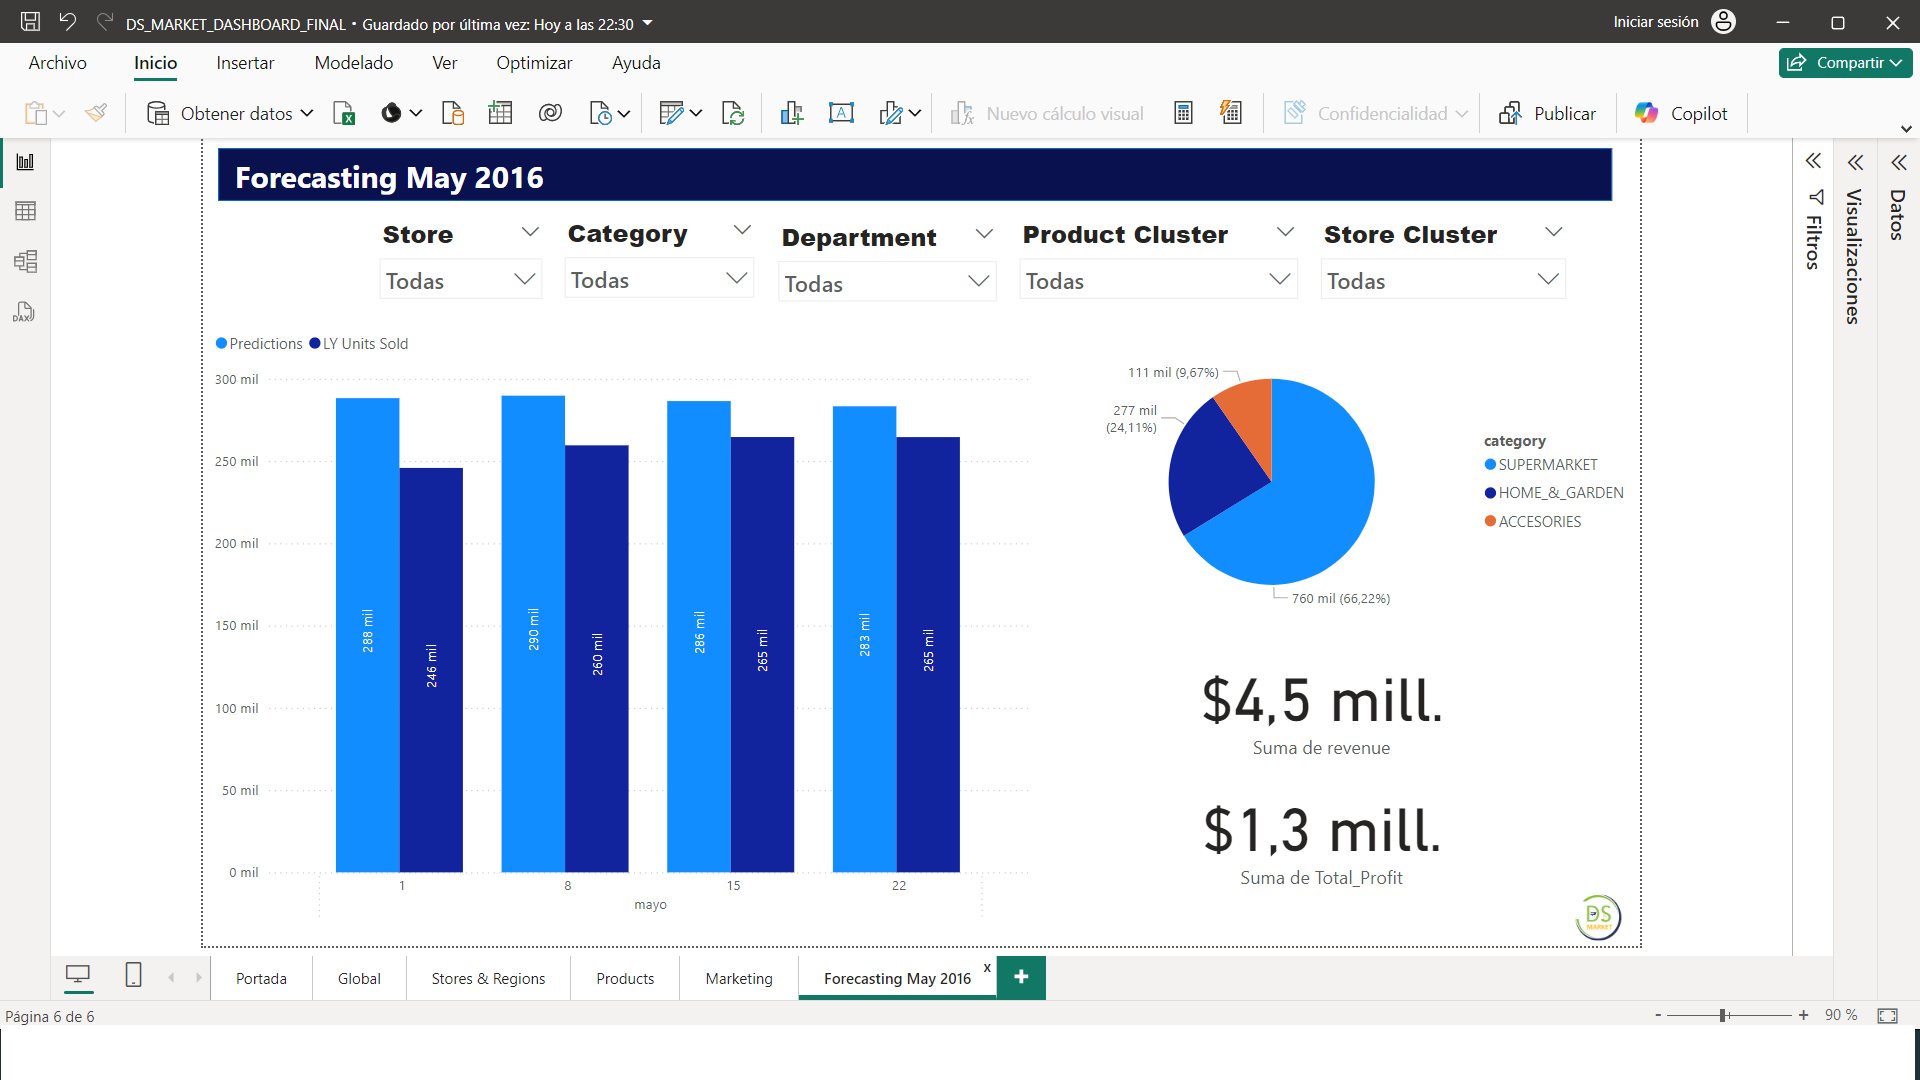 DS_MARKET_DASHBOARD_FINAL • Guardado por última vez: Hoy a las 22:30
Iniciar sesión
Archivo Inicio Insertar Modelado Ver Optimizar Ayuda
Compartir
Obtener datos Nuevo cálculo visual Confidencialidad Publicar Copilot
Forecasting May 2016
Store Category Department Product Cluster Store Cluster
Todas Todas Todas Todas Todas
Predictions LY Units Sold
300 mil
250 mil
200 mil
150 mil
100 mil
50 mil
0 mil
288 mil
246 mil
290 mil
260 mil
286 mil
265 mil
283 mil
265 mil
1 8 15 22
mayo
111 mil (9,67%)
277 mil
(24,11%)
760 mil (66,22%)
category
SUPERMARKET
HOME_&_GARDEN
ACCESORIES
$4,5 mill.
Suma de revenue
$1,3 mill.
Suma de Total_Profit
DS
MARKET
Filtros
Visualizaciones
Datos
DAX
Portada Global Stores & Regions Products Marketing Forecasting May 2016 x +
Página 6 de 6
- + 90 %